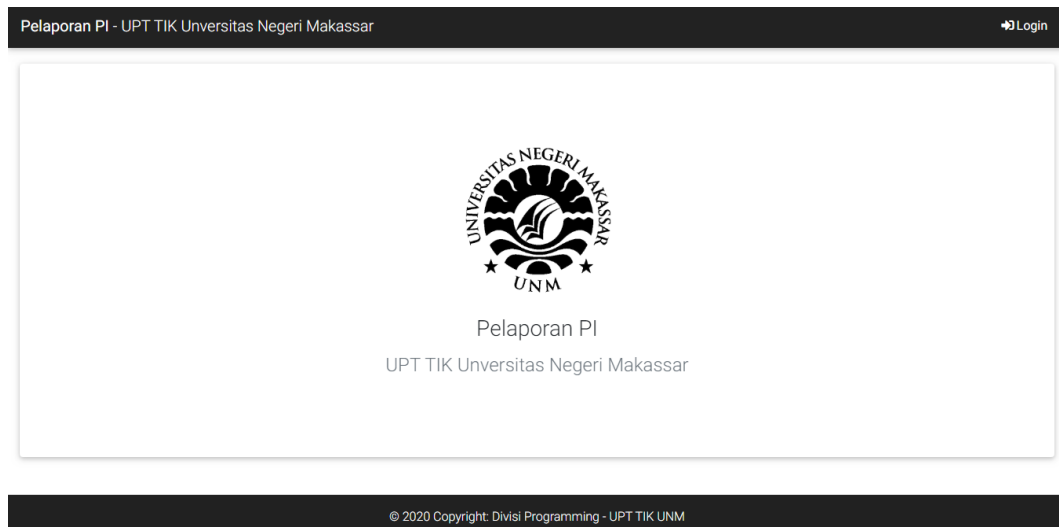 Pelaporan PI - UPT TIK Unversitas Negeri Makassar
Login
UNIVERSITAS NEGERI MAKASSAR
UNM
Pelaporan PI
UPT TIK Unversitas Negeri Makassar
© 2020 Copyright: Divisi Programming - UPT TIK UNM